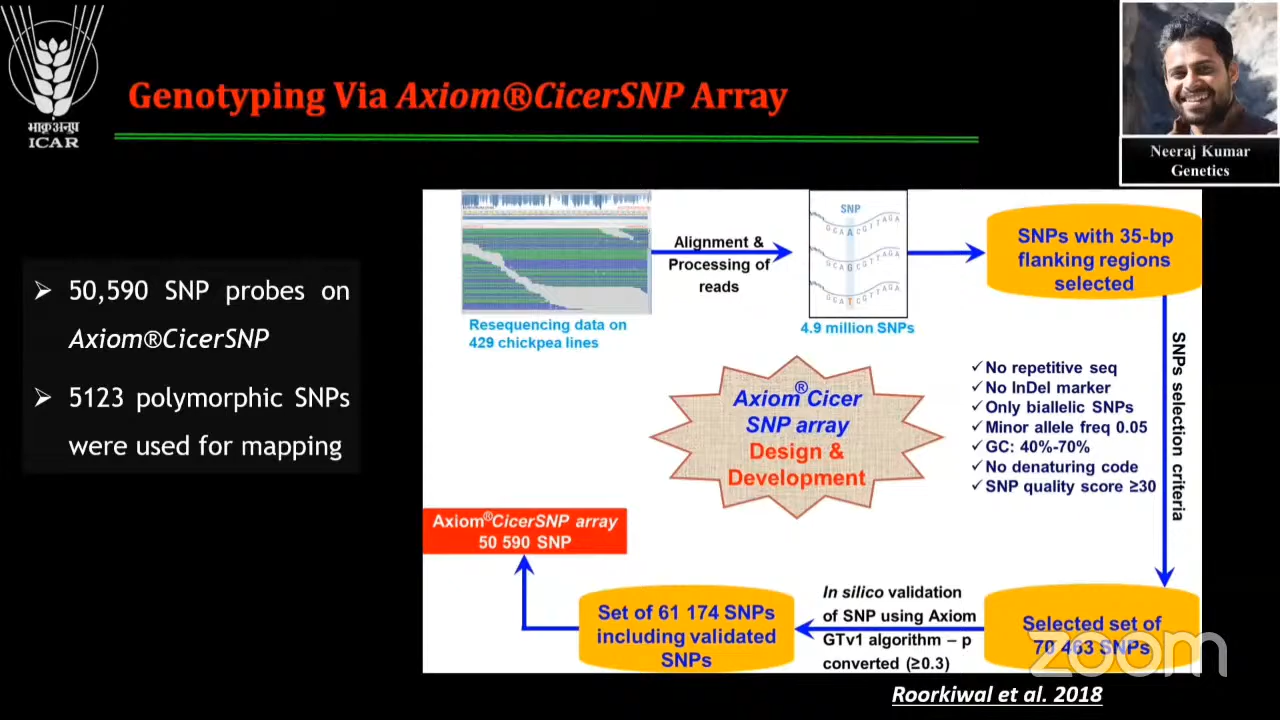 भाकृअनुप
ICAR
Genotyping Via Axiom®CicerSNP Array
Neeraj Kumar
Genetics
➢ 50,590 SNP probes on
Axiom®CicerSNP
➢ 5123 polymorphic SNPs
were used for mapping
Resequencing data on
429 chickpea lines
Alignment &
Processing of
reads
SNP
GCAACGTTAGA
GCAGCGTTAGA
GCATCGTTAGA
4.9 million SNPs
SNPs with 35-bp
flanking regions
selected
SNPs selection criteria
✓No repetitive seq
✓No InDel marker
✓Only biallelic SNPs
✓Minor allele freq 0.05
✓GC: 40%-70%
✓No denaturing code
✓SNP quality score ≥30
Axiom®Cicer
SNP array
Design &
Development
Selected set of
70 463 SNPs
In silico validation
of SNP using Axiom
GTv1 algorithm – p
converted (≥0.3)
Set of 61 174 SNPs
including validated
SNPs
Axiom®CicerSNP array
50 590 SNP
zoom
Roorkiwal et al. 2018